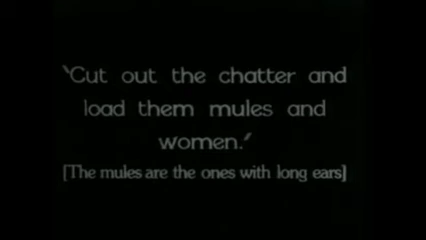 "Cut out the chatter and
load them mules and
women."
[The mules are the ones with long ears]